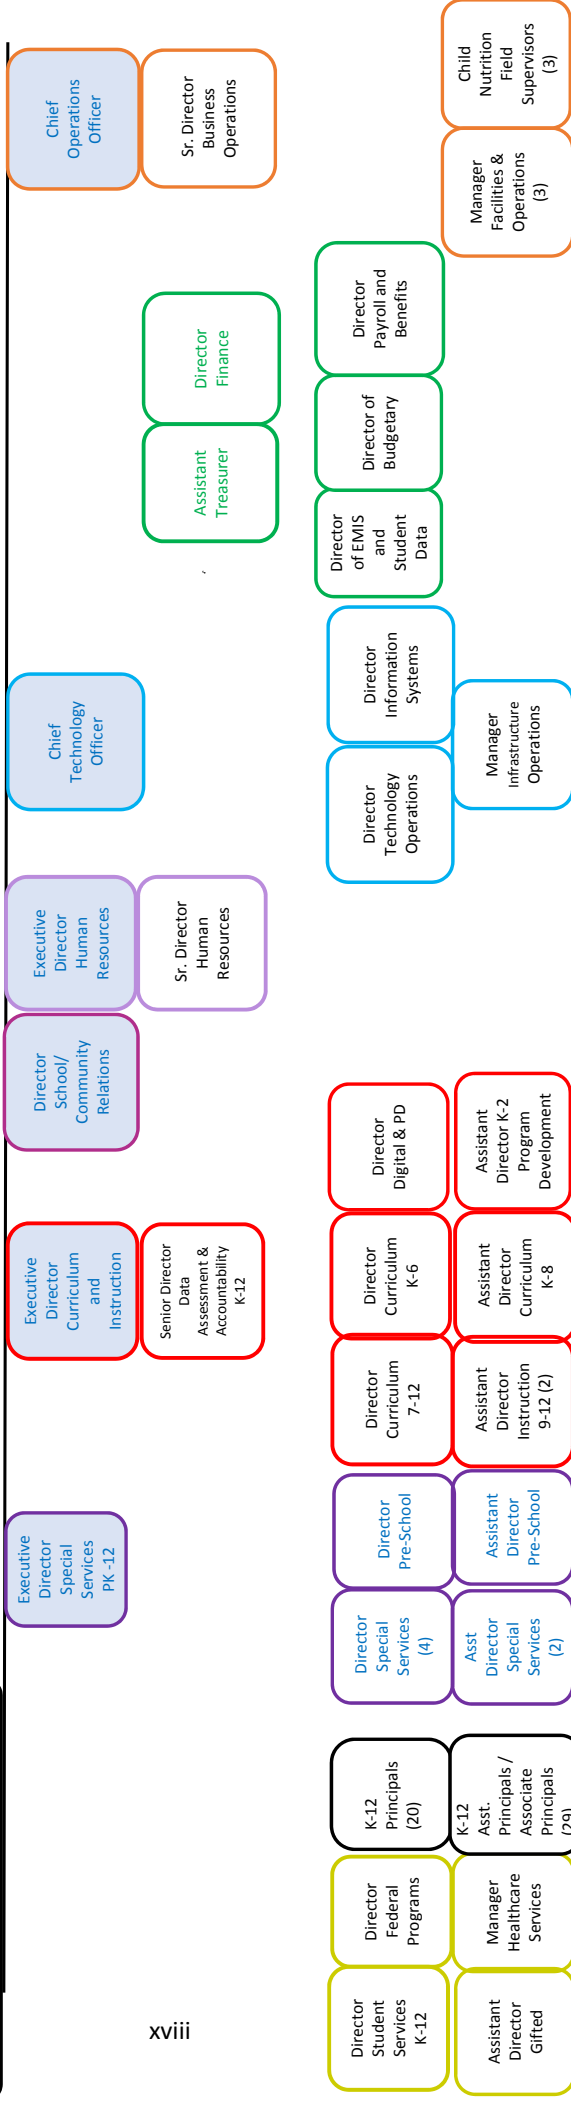 Executive
Director
Special
Services
PK -12
Executive
Director
Curriculum
and
Instruction
Director
School/
Community
Relations
Executive
Director
Human
Resources
Chief
Technology
Officer
Chief
Operations
Officer
Senior Director
Data
Assessment &
Accountability
K-12
Sr. Director
Human
Resources
Assistant
Treasurer
Director
Finance
Sr. Director
Business
Operations
Director
Student
Services
K-12
Director
Federal
Programs
K-12
Principals
(20)
Director
Special
Services
(4)
Director
Pre-School
Director
Curriculum
7-12
Director
Curriculum
K-6
Director
Digital & PD
Director
Technology
Operations
Director
Information
Systems
Director
of EMIS
and
Student
Data
Director of
Budgetary
Director
Payroll and
Benefits
Assistant
Director
Gifted
Manager
Healthcare
Services
K-12
Asst.
Principals /
Associate
Principals
(29)
Asst
Director
Special
Services
(2)
Assistant
Director
Pre-School
Assistant
Director
Instruction
9-12 (2)
Assistant
Director
Curriculum
K-8
Assistant
Director K-2
Program
Development
Manager
Infrastructure
Operations
Manager
Facilities &
Operations
(3)
Child
Nutrition
Field
Supervisors
(3)
xviii